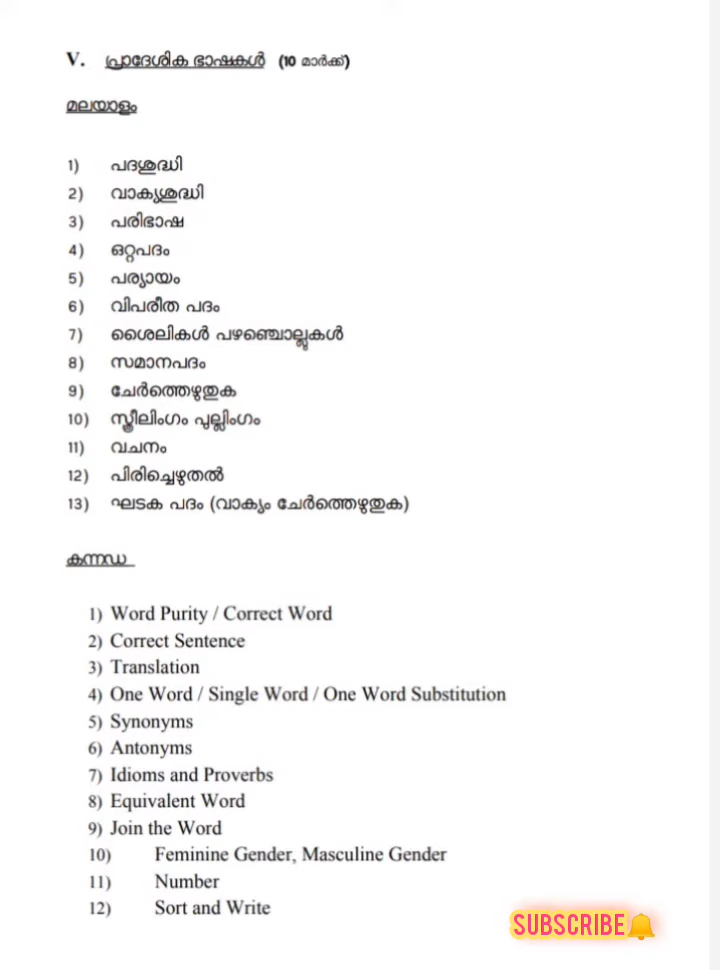 V. പ്രാദേശിക ഭാഷകൾ (10 മാർക്ക്)
മലയാളം
1) പദശുദ്ധി
2) വാക്യശുദ്ധി
3) പരിഭാഷ
4) ഒറ്റപദം
5) പര്യായം
6) വിപരീത പദം
7) ശൈലികൾ പഴഞ്ചൊല്ലുകൾ
8) സമാനപദം
9) ചേർത്തെഴുതുക
10) സ്ത്രീലിംഗം പുല്ലിംഗം
11) വചനം
12) പിരിച്ചെഴുതൽ
13) ഘടക പദം (വാക്യം ചേർത്തെഴുതുക)
കന്നഡ
1) Word Purity / Correct Word
2) Correct Sentence
3) Translation
4) One Word / Single Word / One Word Substitution
5) Synonyms
6) Antonyms
7) Idioms and Proverbs
8) Equivalent Word
9) Join the Word
10) Feminine Gender, Masculine Gender
11) Number
12) Sort and Write
SUBSCRIBE